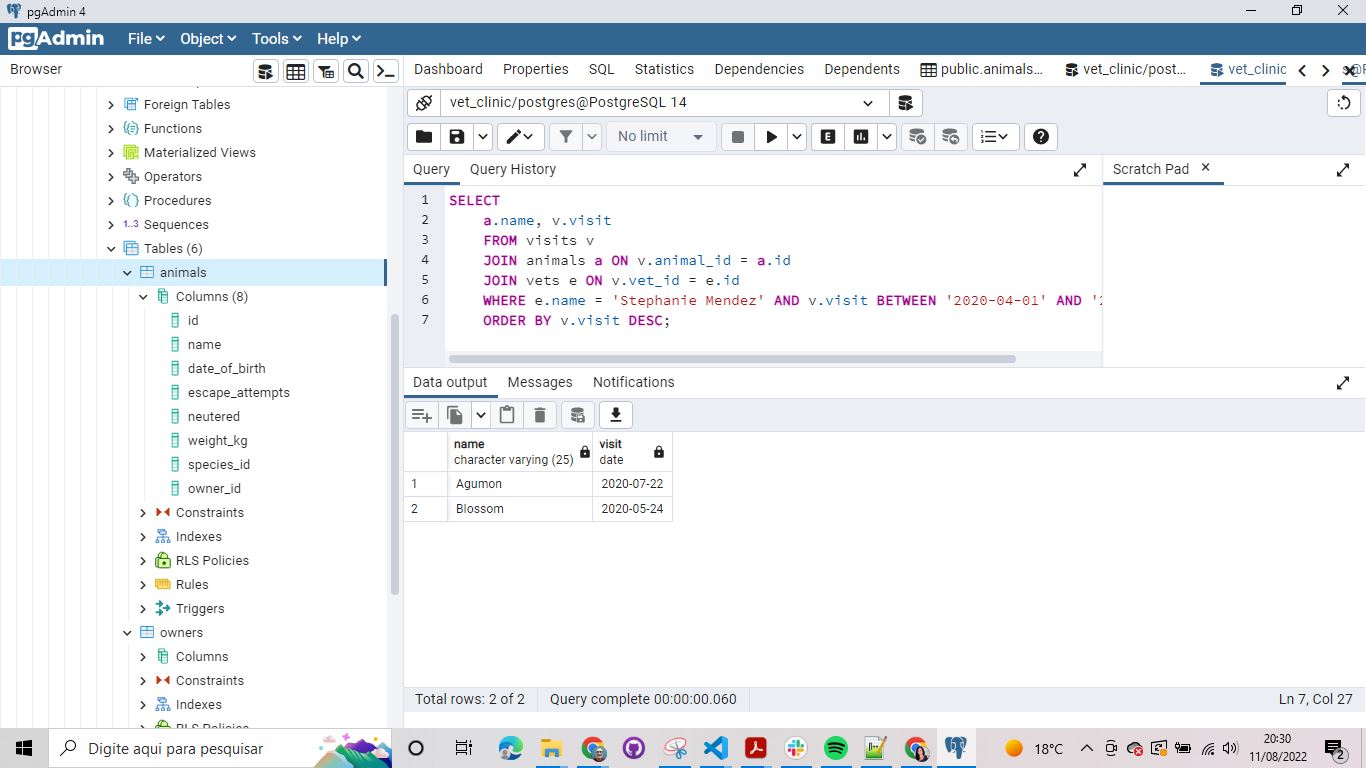 pgAdmin 4
pgAdmin File Object Tools Help
Browser
Dashboard Properties SQL Statistics Dependencies Dependents public.animals... vet_clinic/post... vet_clinic
vet_clinic/postgres@PostgreSQL 14
No limit
E
Query Query History
Scratch Pad
1 SELECT
2 a.name, v.visit
3 FROM visits v
4 JOIN animals a ON v.animal_id = a.id
5 JOIN vets e ON v.vet_id = e.id
6 WHERE e.name = 'Stephanie Mendez' AND v.visit BETWEEN '2020-04-01' AND '2
7 ORDER BY v.visit DESC;
Data output Messages Notifications
name
character varying (25)
visit
date
1 Agumon 2020-07-22
2 Blossom 2020-05-24
Total rows: 2 of 2 Query complete 00:00:00.060 Ln 7, Col 27
Foreign Tables
Functions
Materialized Views
Operators
Procedures
1..3 Sequences
Tables (6)
animals
Columns (8)
id
name
date_of_birth
escape_attempts
neutered
weight_kg
species_id
owner_id
Constraints
Indexes
RLS Policies
Rules
Triggers
owners
Columns
Constraints
Indexes
RLS Policies
Digite aqui para pesquisar
18°C
20:30
11/08/2022
2